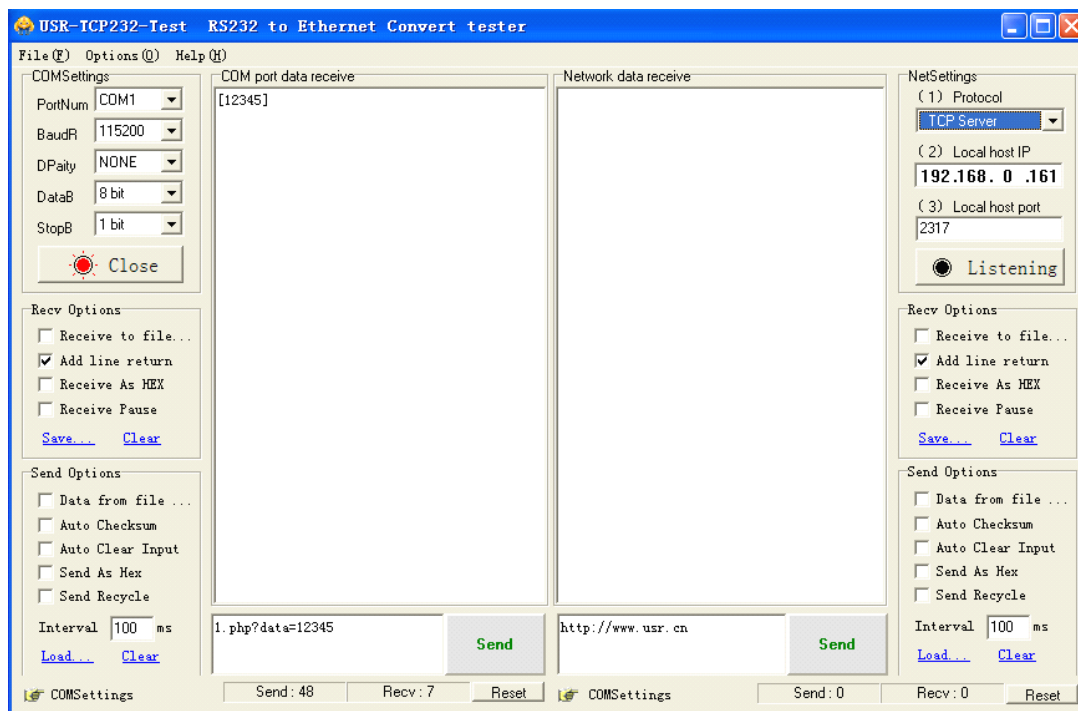 USR-TCP232-Test RS232 to Ethernet Convert tester
File(F) Options(O) Help(H)
COMSettings
PortNum COM1
BaudR 115200
DPaity NONE
DataB 8 bit
StopB 1 bit
Close
Recv Options
Receive to file...
Add line return
Receive As HEX
Receive Pause
Save... Clear
Send Options
Data from file ...
Auto Checksum
Auto Clear Input
Send As Hex
Send Recycle
Interval 100 ms
Load... Clear
COM port data receive
[12345]
1.php?data=12345
Send
Network data receive
http://www.usr.cn
Send
NetSettings
(1) Protocol
TCP Server
(2) Local host IP
192.168. 0 .161
(3) Local host port
2317
Listening
Recv Options
Receive to file...
Add line return
Receive As HEX
Receive Pause
Save... Clear
Send Options
Data from file ...
Auto Checksum
Auto Clear Input
Send As Hex
Send Recycle
Interval 100 ms
Load... Clear
COMSettings Send : 48 Recv : 7 Reset
COMSettings Send : 0 Recv : 0 Reset